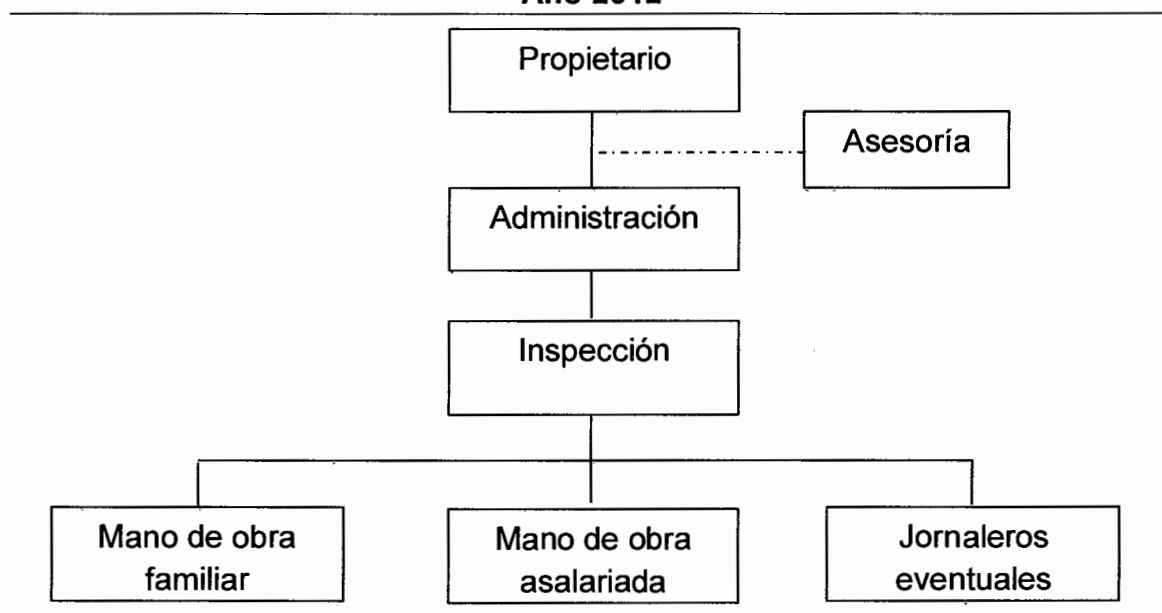 Propietario
Asesoría
Administración
Inspección
Mano de obra
familiar
Mano de obra
asalariada
Jornaleros
eventuales